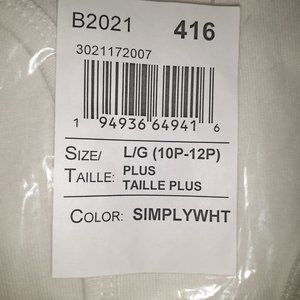 B2021 416
3021172007
1 94936 64941 6
SIZE/ L/G (10P-12P)
TAILLE: PLUS
TAILLE PLUS
COLOR: SIMPLYWHT